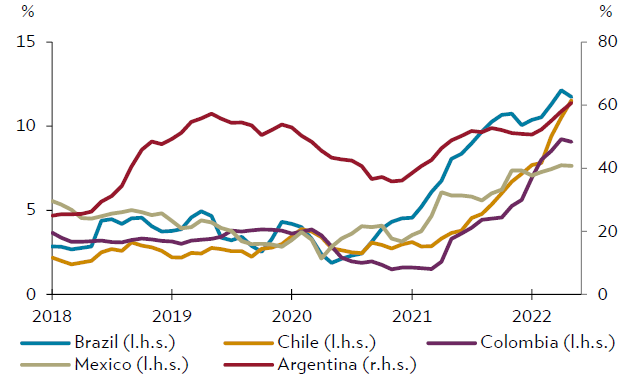 % %
15 80
60
10
40
5
20
0 0
2018 2019 2020 2021 2022
Brazil (l.h.s.) Chile (l.h.s.) Colombia (l.h.s.)
Mexico (l.h.s.) Argentina (r.h.s.)